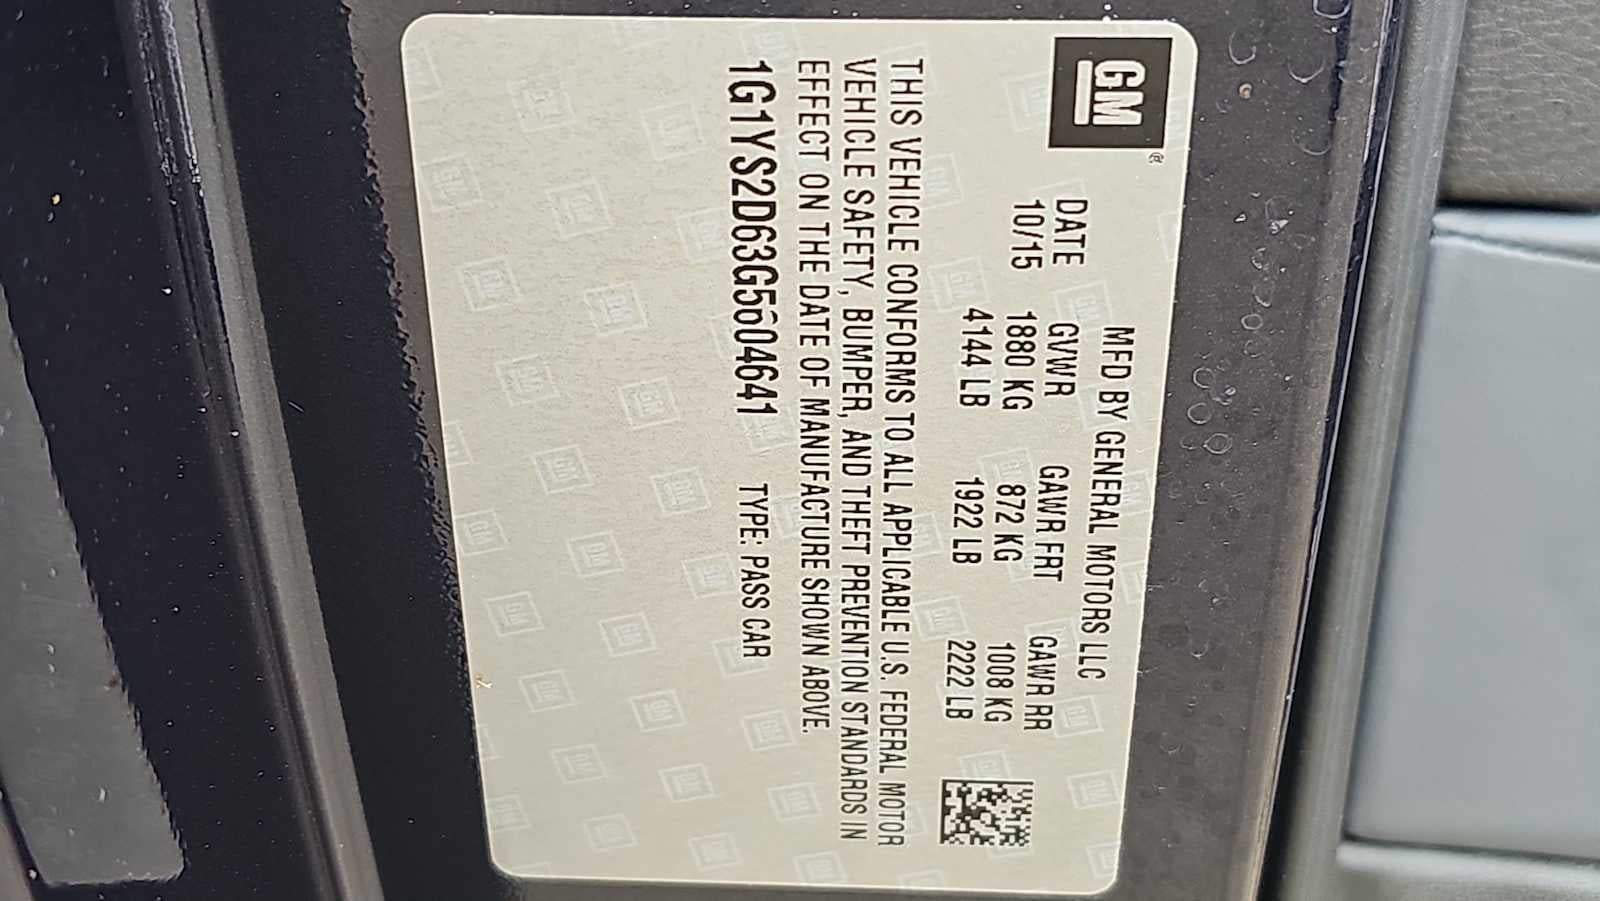 GM
®
MFD BY GENERAL MOTORS LLC
DATE GVWR GAWR FRT GAWR RR
10/15 1880 KG 872 KG 1008 KG
4144 LB 1922 LB 2222 LB
THIS VEHICLE CONFORMS TO ALL APPLICABLE U.S. FEDERAL MOTOR
VEHICLE SAFETY, BUMPER, AND THEFT PREVENTION STANDARDS IN
EFFECT ON THE DATE OF MANUFACTURE SHOWN ABOVE.
1G1YS2D63G5604641 TYPE: PASS CAR